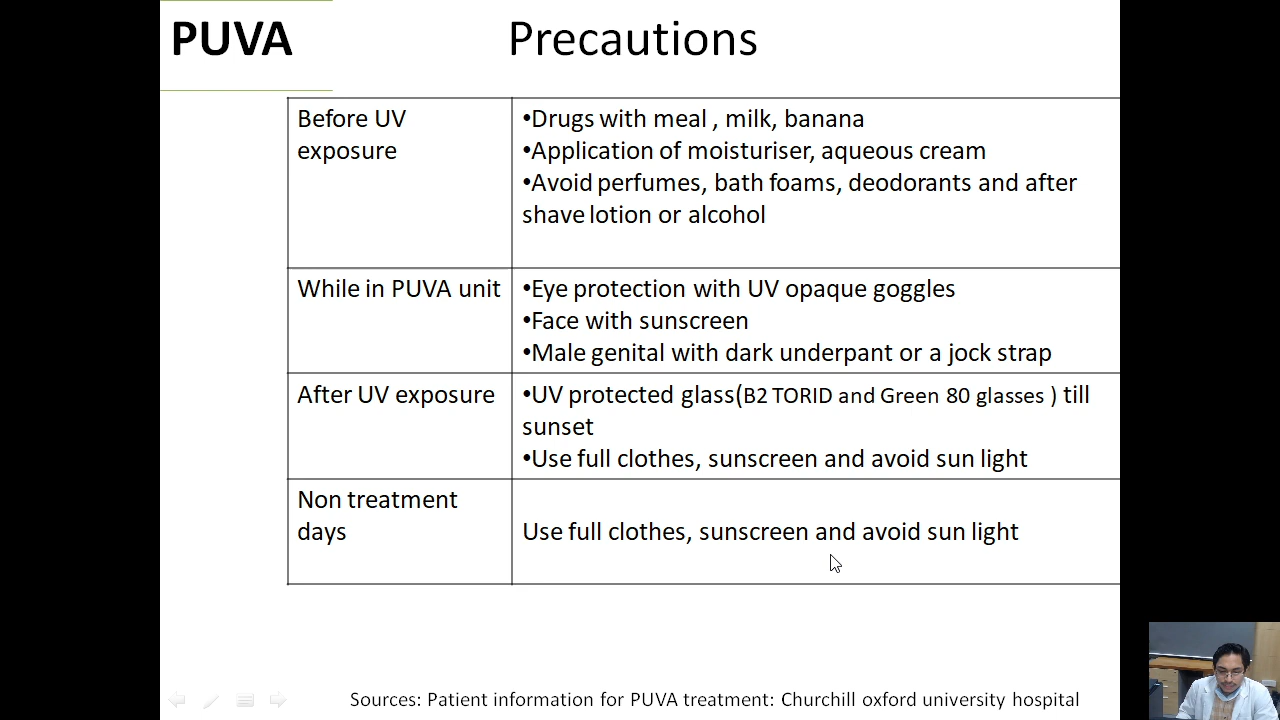 PUVA Precautions
Before UV
exposure
•Drugs with meal , milk, banana
•Application of moisturiser, aqueous cream
•Avoid perfumes, bath foams, deodorants and after
shave lotion or alcohol
While in PUVA unit
•Eye protection with UV opaque goggles
•Face with sunscreen
•Male genital with dark underpant or a jock strap
After UV exposure
•UV protected glass(B2 TORID and Green 80 glasses ) till
sunset
•Use full clothes, sunscreen and avoid sun light
Non treatment
days
Use full clothes, sunscreen and avoid sun light
Sources: Patient information for PUVA treatment: Churchill oxford university hospital